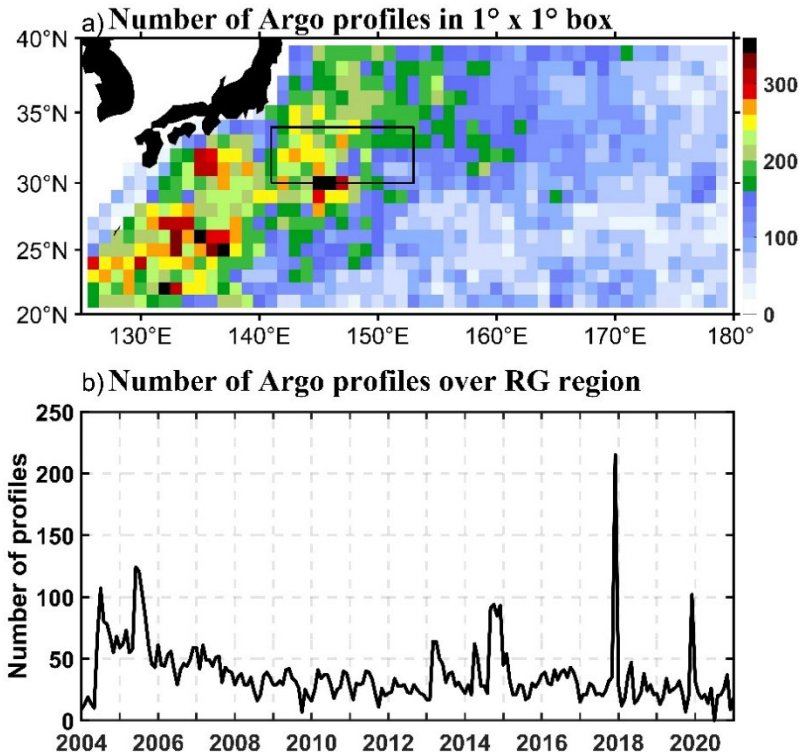 a) Number of Argo profiles in 1° x 1° box
40°N
35°N
30°N
25°N
20°N
130°E 140°E 150°E 160°E 170°E 180°
300
200
100
0
b) Number of Argo profiles over RG region
Number of profiles
250
200
150
100
50
0
2004 2006 2008 2010 2012 2014 2016 2018 2020